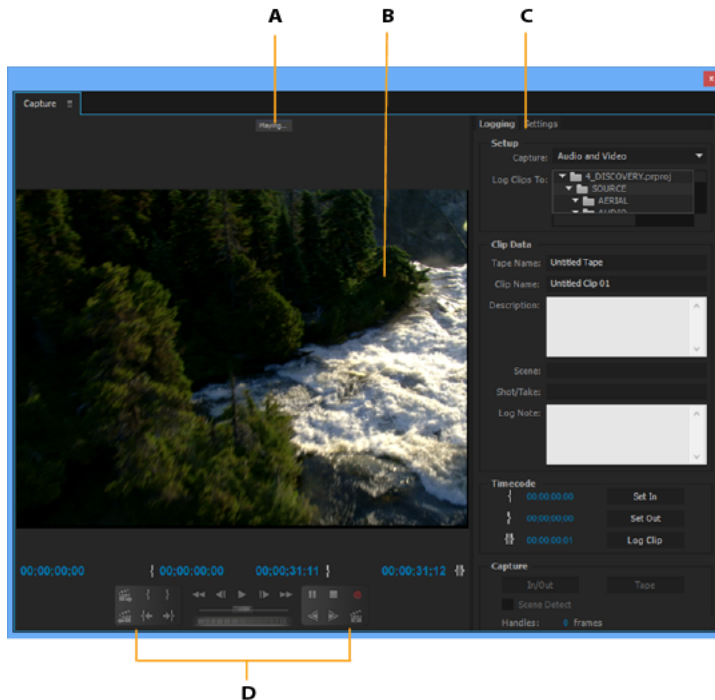 A
B
C
Capture
Playing...
Logging
Settings
Setup
Capture:
Audio and Video
Log Clips To:
4_DISCOVERY.prproj
SOURCE
AERIAL
AUDIO
Clip Data
Tape Name:
Untitled Tape
Clip Name:
Untitled Clip 01
Description:
Scene:
Shot/Take:
Log Note:
Timecode
00:00:00:00
Set In
00:00:00:00
Set Out
00:00:00:01
Log Clip
00:00:00;00
{ 00:00:00:00
00;00;31:11 }
00:00:31;12
Capture
In/Out
Tape
Scene Detect
Handles:
0 frames
D